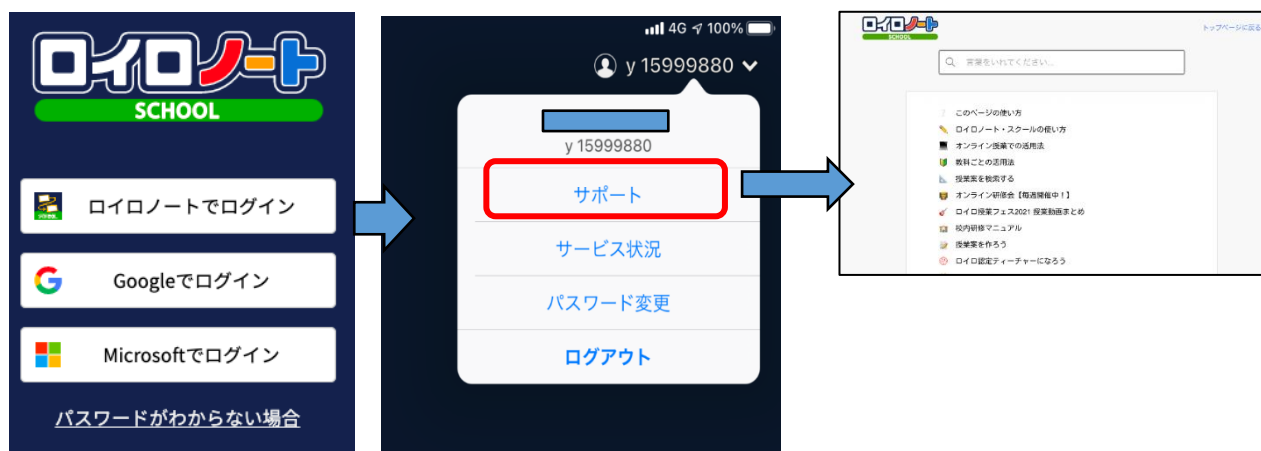 ロイロノート
SCHOOL
ロイロノートでログイン
Googleでログイン
Microsoftでログイン
パスワードがわからない場合
4G 100%
y 15999880
y 15999880
サポート
サービス状況
パスワード変更
ログアウト
ロイロノート
SCHOOL
トップページに戻る
言葉をいれてください...
このページの使い方
ロイロノート・スクールの使い方
オンライン授業での活用法
教科ごとの活用法
授業案を検索する
オンライン研修会【毎週開催中！】
ロイロ授業フェス2021 授業動画まとめ
校内研修マニュアル
授業案を作ろう
ロイロ認定ティーチャーになろう